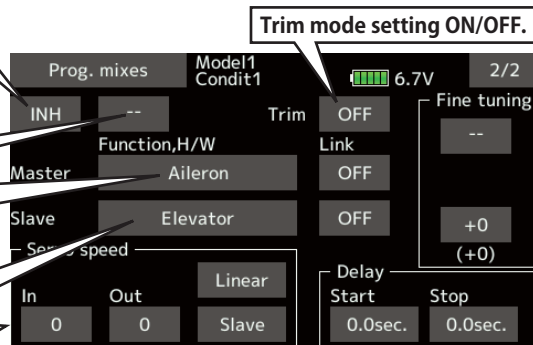 Trim mode setting ON/OFF.
Prog. mixes
Model1
Condit1
6.7V
2/2
INH
--
Trim
OFF
Fine tuning
--
Function,H/W
Link
Master
Aileron
OFF
Slave
Elevator
OFF
+0
(+0)
speed
Linear
Delay
In
Out
Start
Stop
0
0
Slave
0.0sec.
0.0sec.